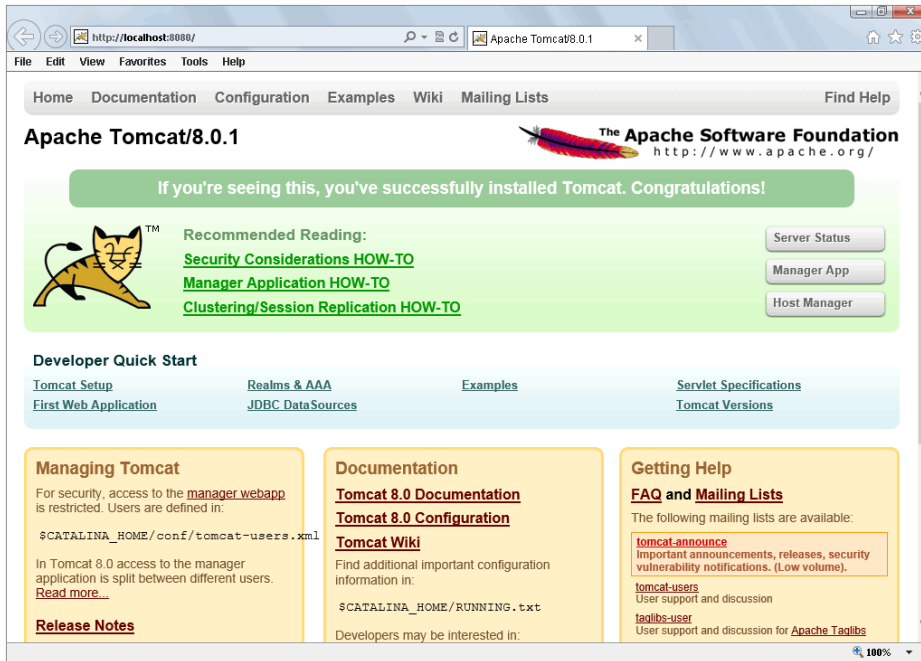 http://localhost:8080/
Apache Tomcat/8.0.1
File Edit View Favorites Tools Help
Home Documentation Configuration Examples Wiki Mailing Lists Find Help
Apache Tomcat/8.0.1
The Apache Software Foundation
http://www.apache.org/
If you're seeing this, you've successfully installed Tomcat. Congratulations!
TM
Recommended Reading:
Security Considerations HOW-TO
Manager Application HOW-TO
Clustering/Session Replication HOW-TO
Server Status
Manager App
Host Manager
Developer Quick Start
Tomcat Setup
First Web Application
Realms & AAA
JDBC DataSources
Examples
Servlet Specifications
Tomcat Versions
Managing Tomcat
For security, access to the manager webapp
is restricted. Users are defined in:
$CATALINA_HOME/conf/tomcat-users.xml
In Tomcat 8.0 access to the manager
application is split between different users.
Read more...
Release Notes
Documentation
Tomcat 8.0 Documentation
Tomcat 8.0 Configuration
Tomcat Wiki
Find additional important configuration
information in:
$CATALINA_HOME/RUNNING.txt
Developers may be interested in:
Getting Help
FAQ and Mailing Lists
The following mailing lists are available:
tomcat-announce
Important announcements, releases, security
vulnerability notifications. (Low volume).
tomcat-users
User support and discussion
taglibs-user
User support and discussion for Apache Taglibs
100%